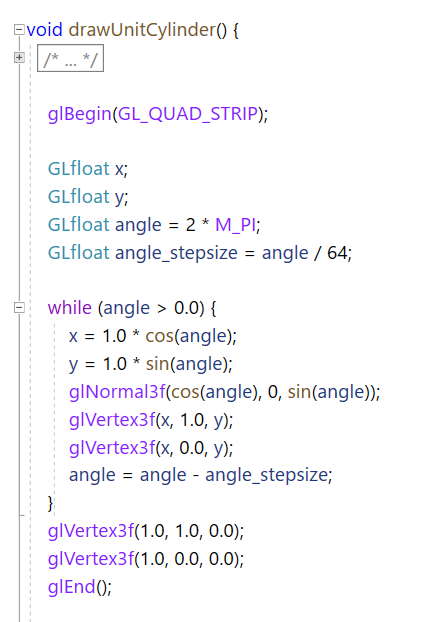 void drawUnitCylinder() {
/* ... */
glBegin(GL_QUAD_STRIP);
GLfloat x;
GLfloat y;
GLfloat angle = 2 * M_PI;
GLfloat angle_stepsize = angle / 64;
while (angle > 0.0) {
x = 1.0 * cos(angle);
y = 1.0 * sin(angle);
glNormal3f(cos(angle), 0, sin(angle));
glVertex3f(x, 1.0, y);
glVertex3f(x, 0.0, y);
angle = angle - angle_stepsize;
}
glVertex3f(1.0, 1.0, 0.0);
glVertex3f(1.0, 0.0, 0.0);
glEnd();